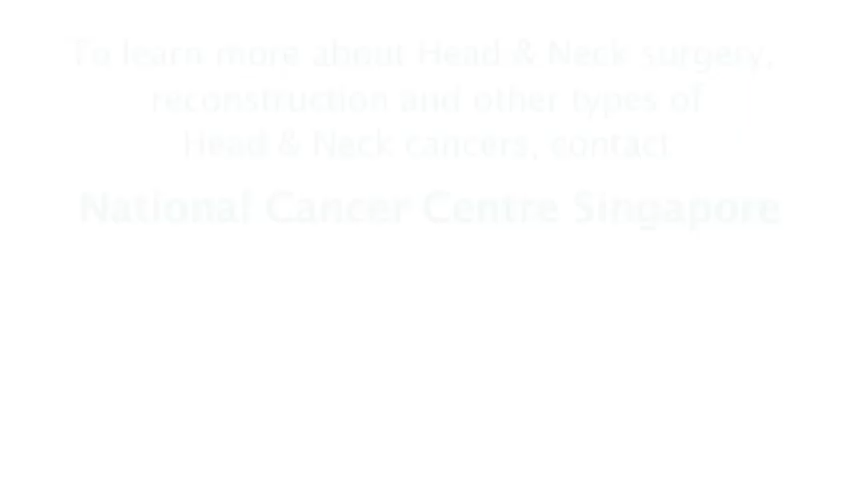 To learn more about Head & Neck surgery,
reconstruction and other types of
Head & Neck cancers, contact
National Cancer Centre Singapore